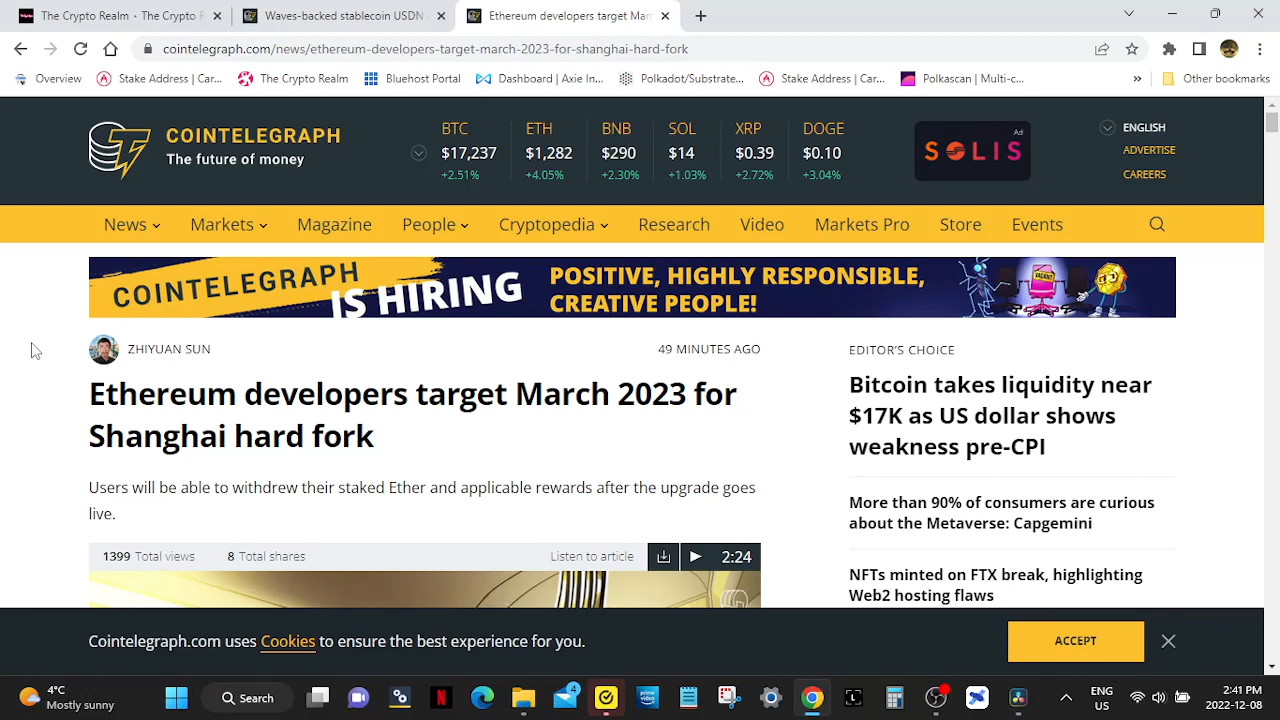 The Crypto Realm • YouTube
Waves-backed stablecoin USDN
Ethereum developers target Mar
cointelegraph.com/news/ethereum-developers-target-march-2023-for-shanghai-hard-fork
Overview
Stake Address | Car...
The Crypto Realm
Bluehost Portal
Dashboard | Axie In...
Polkadot/Substrate...
Stake Address | Car...
Polkascan | Multi-c...
»
Other bookmarks
COINTELEGRAPH
The future of money
BTC ETH BNB SOL XRP DOGE
$17,237 $1,282 $290 $14 $0.39 $0.10
+2.51% +4.05% +2.30% +1.03% +2.72% +3.04%
Ad
SOLIS
ENGLISH
ADVERTISE
CAREERS
News Markets Magazine People Cryptopedia Research Video Markets Pro Store Events
COINTELEGRAPH
IS HIRING
POSITIVE, HIGHLY RESPONSIBLE,
CREATIVE PEOPLE!
VACANT
ZHIYUAN SUN
49 MINUTES AGO
Ethereum developers target March 2023 for
Shanghai hard fork
Users will be able to withdrew their staked Ether and applicable rewards after the upgrade goes
live.
1399 Total views 8 Total shares Listen to article 2:24
EDITOR'S CHOICE
Bitcoin takes liquidity near
$17K as US dollar shows
weakness pre-CPI
More than 90% of consumers are curious
about the Metaverse: Capgemini
NFTs minted on FTX break, highlighting
Web2 hosting flaws
Cointelegraph.com uses Cookies to ensure the best experience for you.
ACCEPT
4°C
Mostly sunny
Search
4
prime
video
L
ENG
US
2:41 PM
2022-12-08